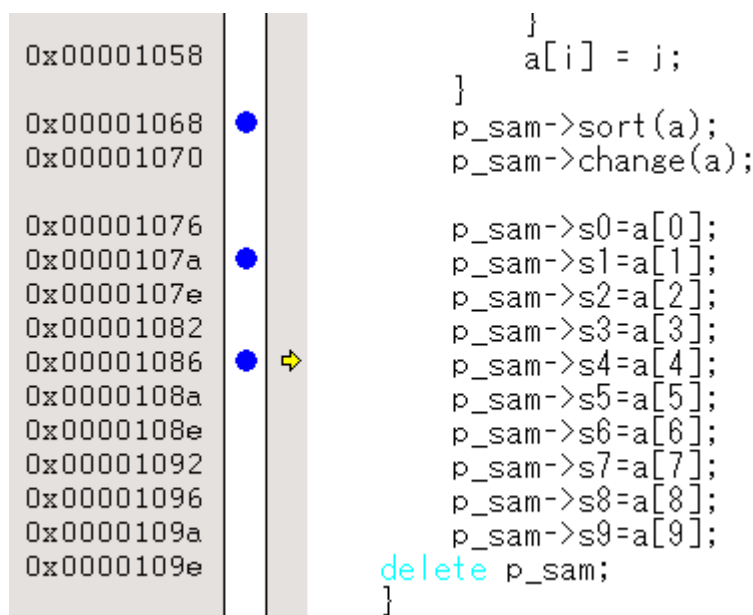 }
0x00001058 a[i] = j;
}
0x00001068 p_sam->sort(a);
0x00001070 p_sam->change(a);
0x00001076 p_sam->s0=a[0];
0x0000107a p_sam->s1=a[1];
0x0000107e p_sam->s2=a[2];
0x00001082 p_sam->s3=a[3];
0x00001086 p_sam->s4=a[4];
0x0000108a p_sam->s5=a[5];
0x0000108e p_sam->s6=a[6];
0x00001092 p_sam->s7=a[7];
0x00001096 p_sam->s8=a[8];
0x0000109a p_sam->s9=a[9];
0x0000109e delete p_sam;
}